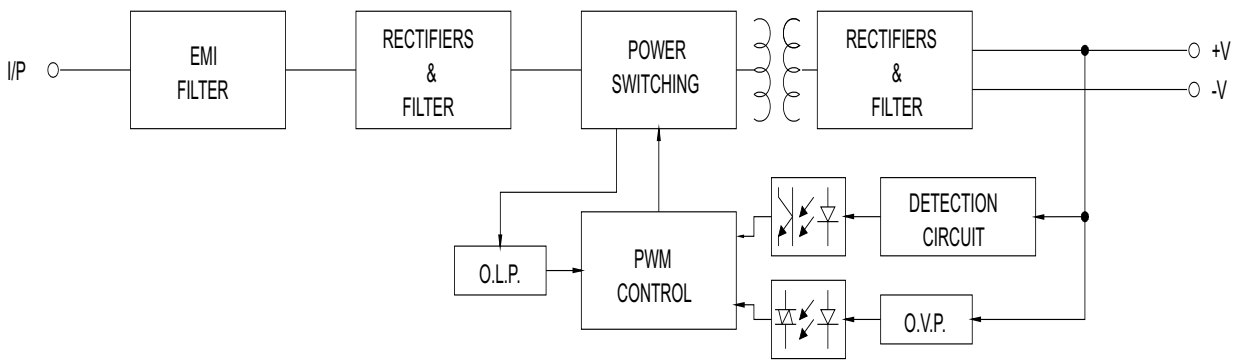 I/P
EMI
FILTER
RECTIFIERS
&
FILTER
POWER
SWITCHING
RECTIFIERS
&
FILTER
+V
-V
O.L.P.
PWM
CONTROL
DETECTION
CIRCUIT
O.V.P.